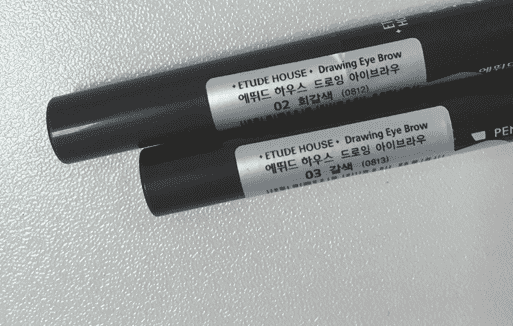 • ETUDE HOUSE • Drawing Eye Brow
에뛰드 하우스 드로잉 아이브라우
02 회갈색 (0812)
• ETUDE HOUSE • Drawing Eye Brow
에뛰드 하우스 드로잉 아이브라우
03 갈색 (0813)